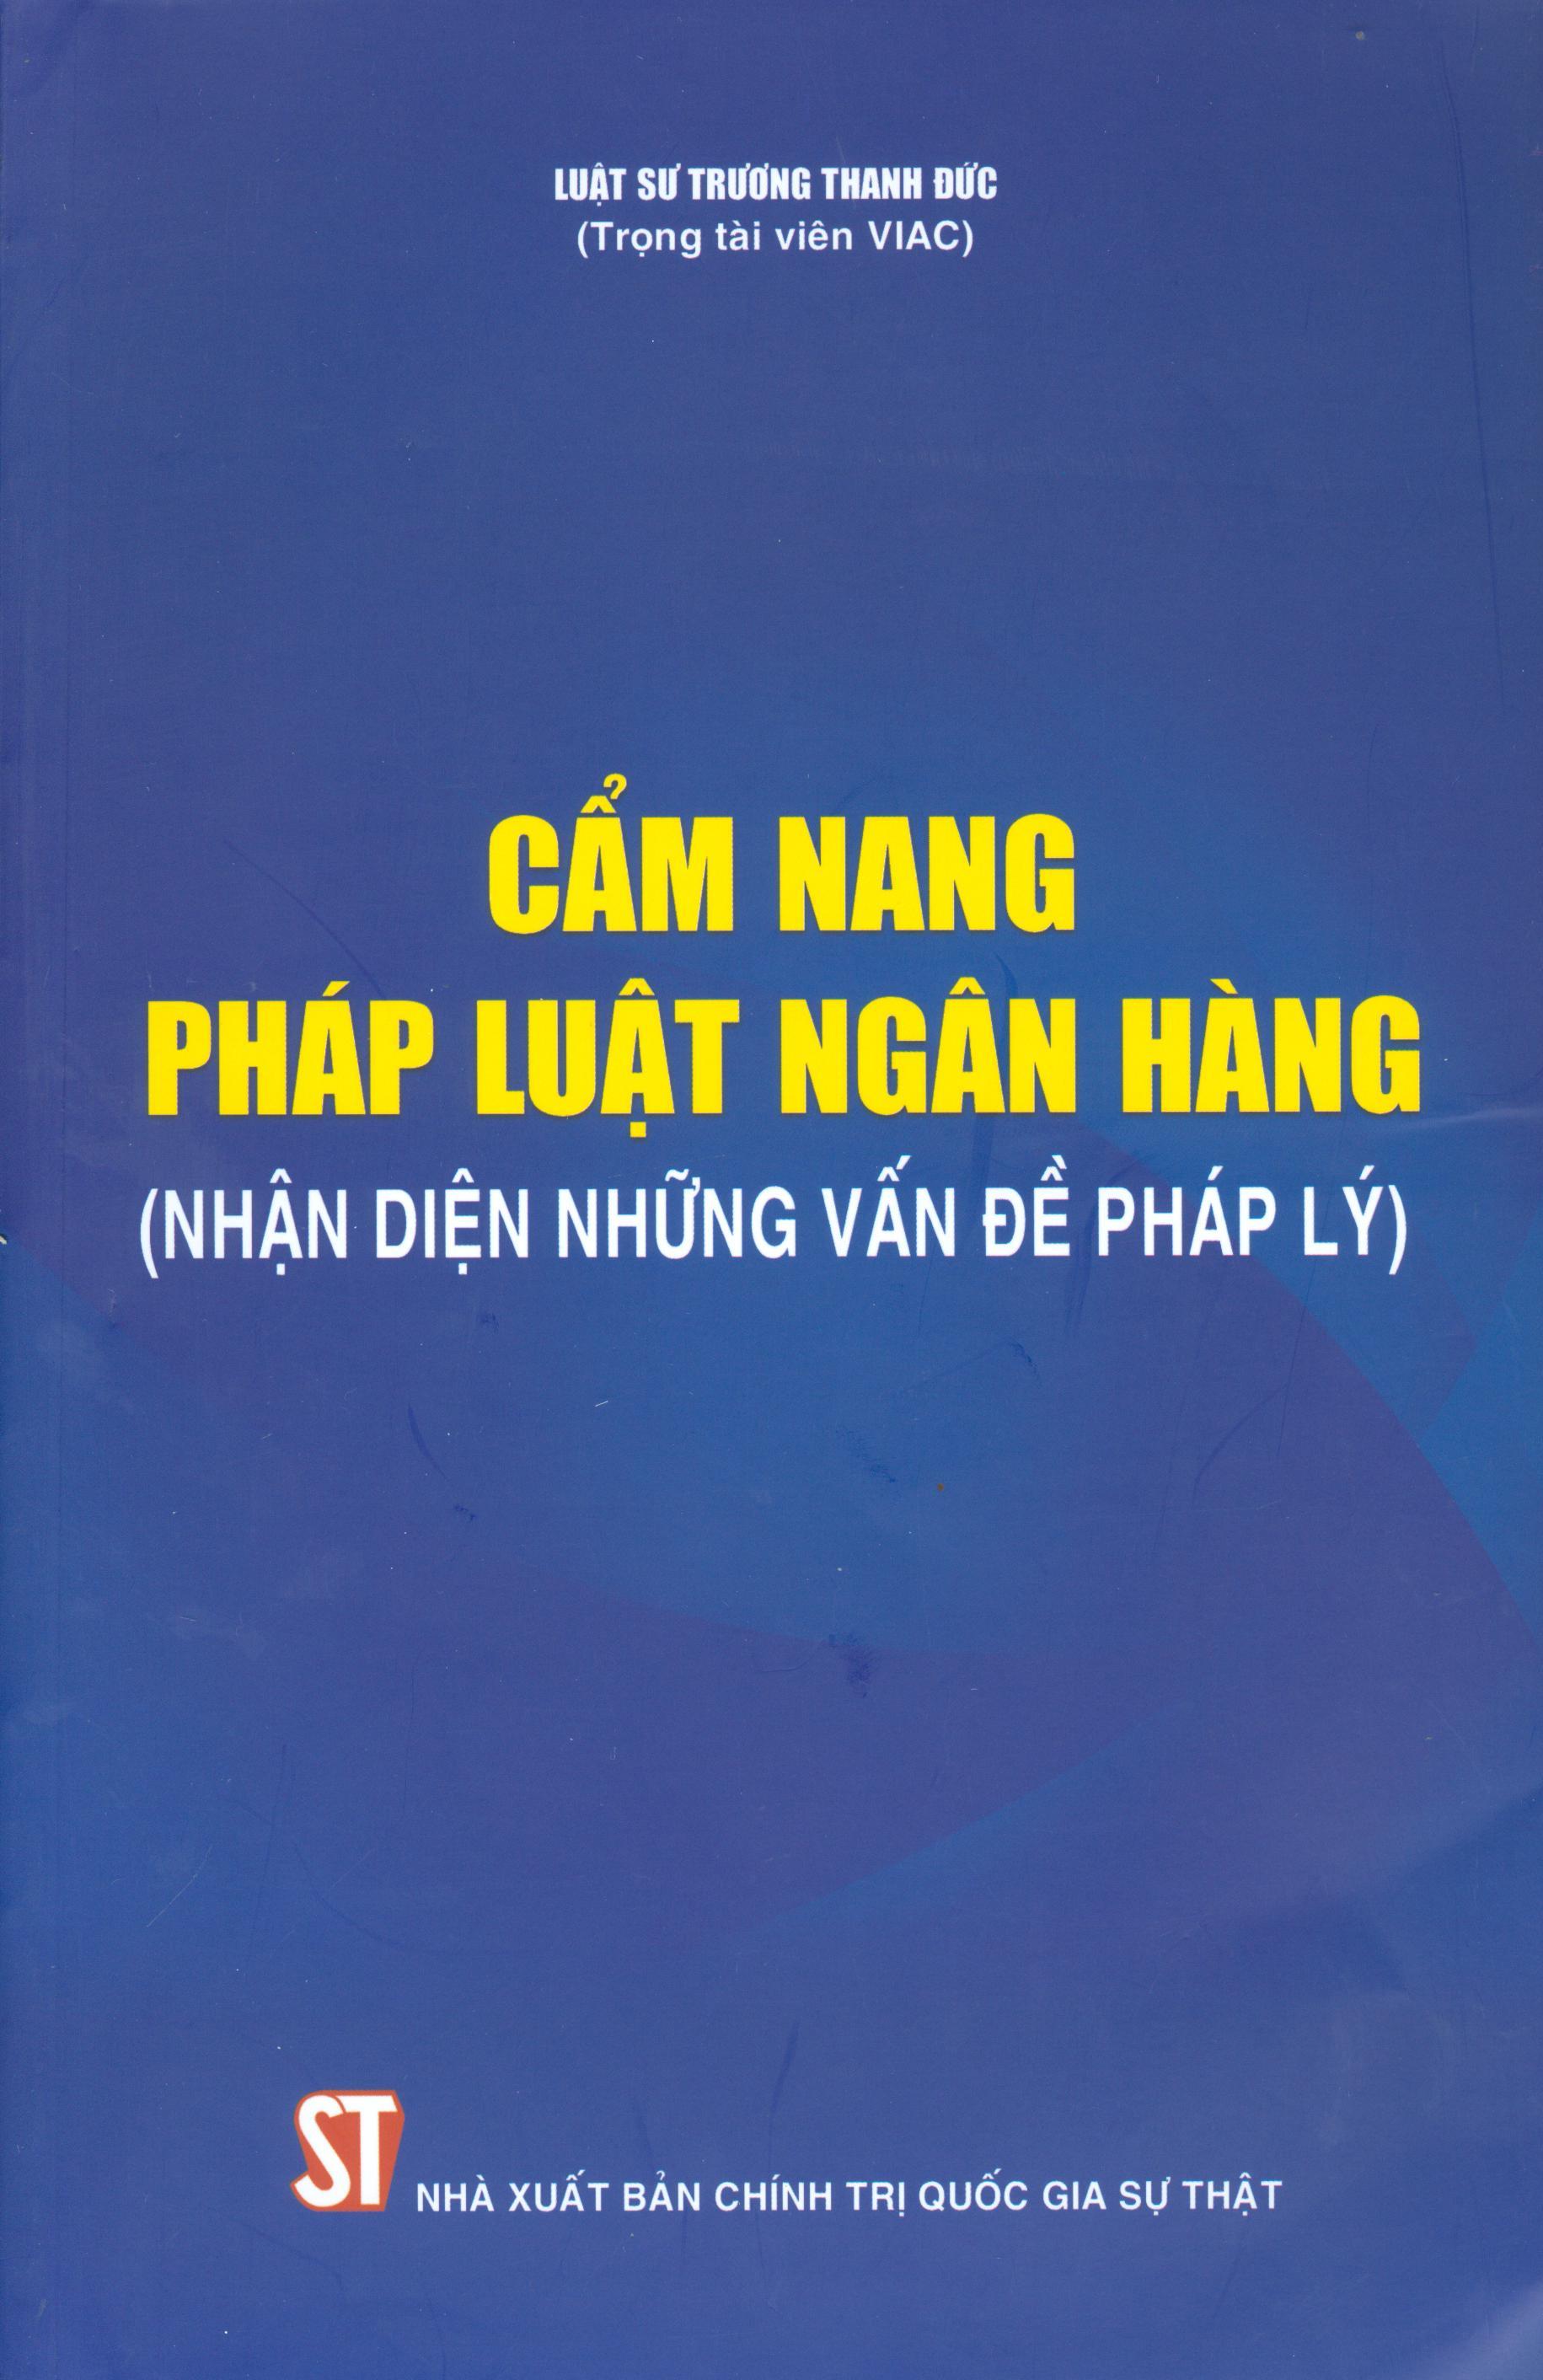 LUẬT SƯ TRƯƠNG THANH ĐỨC
(Trọng tài viên VIAC)
CẨM NANG
PHÁP LUẬT NGÂN HÀNG
(NHẬN DIỆN NHỮNG VẤN ĐỀ PHÁP LÝ)
ST
NHÀ XUẤT BẢN CHÍNH TRỊ QUỐC GIA SỰ THẬT